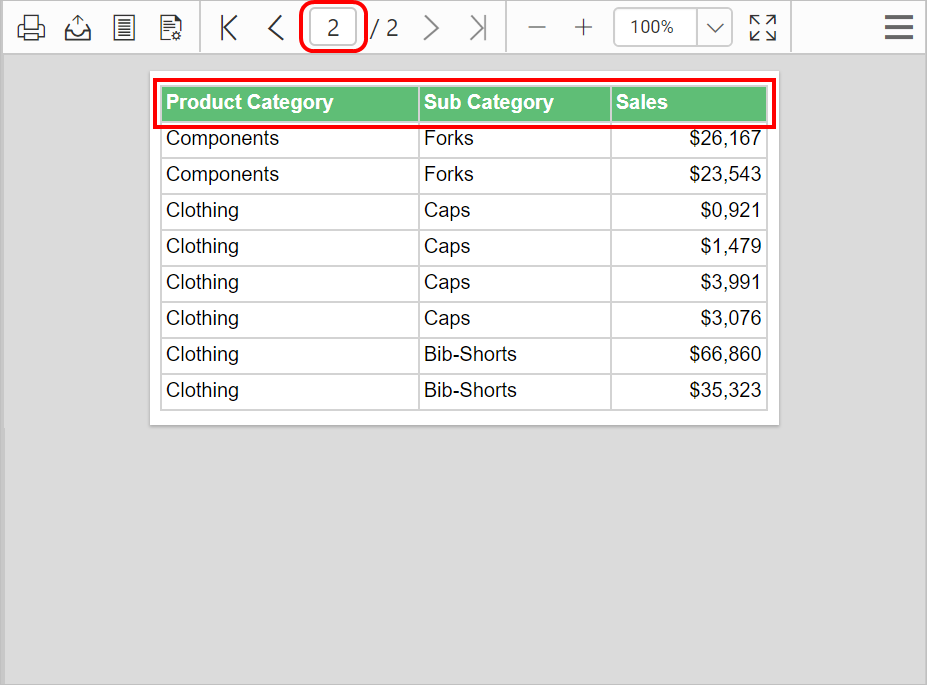 2 / 2 100%
Product Category Sub Category Sales
Components Forks $26,167
Components Forks $23,543
Clothing Caps $0,921
Clothing Caps $1,479
Clothing Caps $3,991
Clothing Caps $3,076
Clothing Bib-Shorts $66,860
Clothing Bib-Shorts $35,323